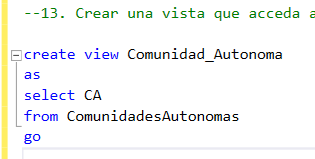 --13. Crear una vista que acceda a
create view Comunidad_Autonoma
as
select CA
from ComunidadesAutonomas
go